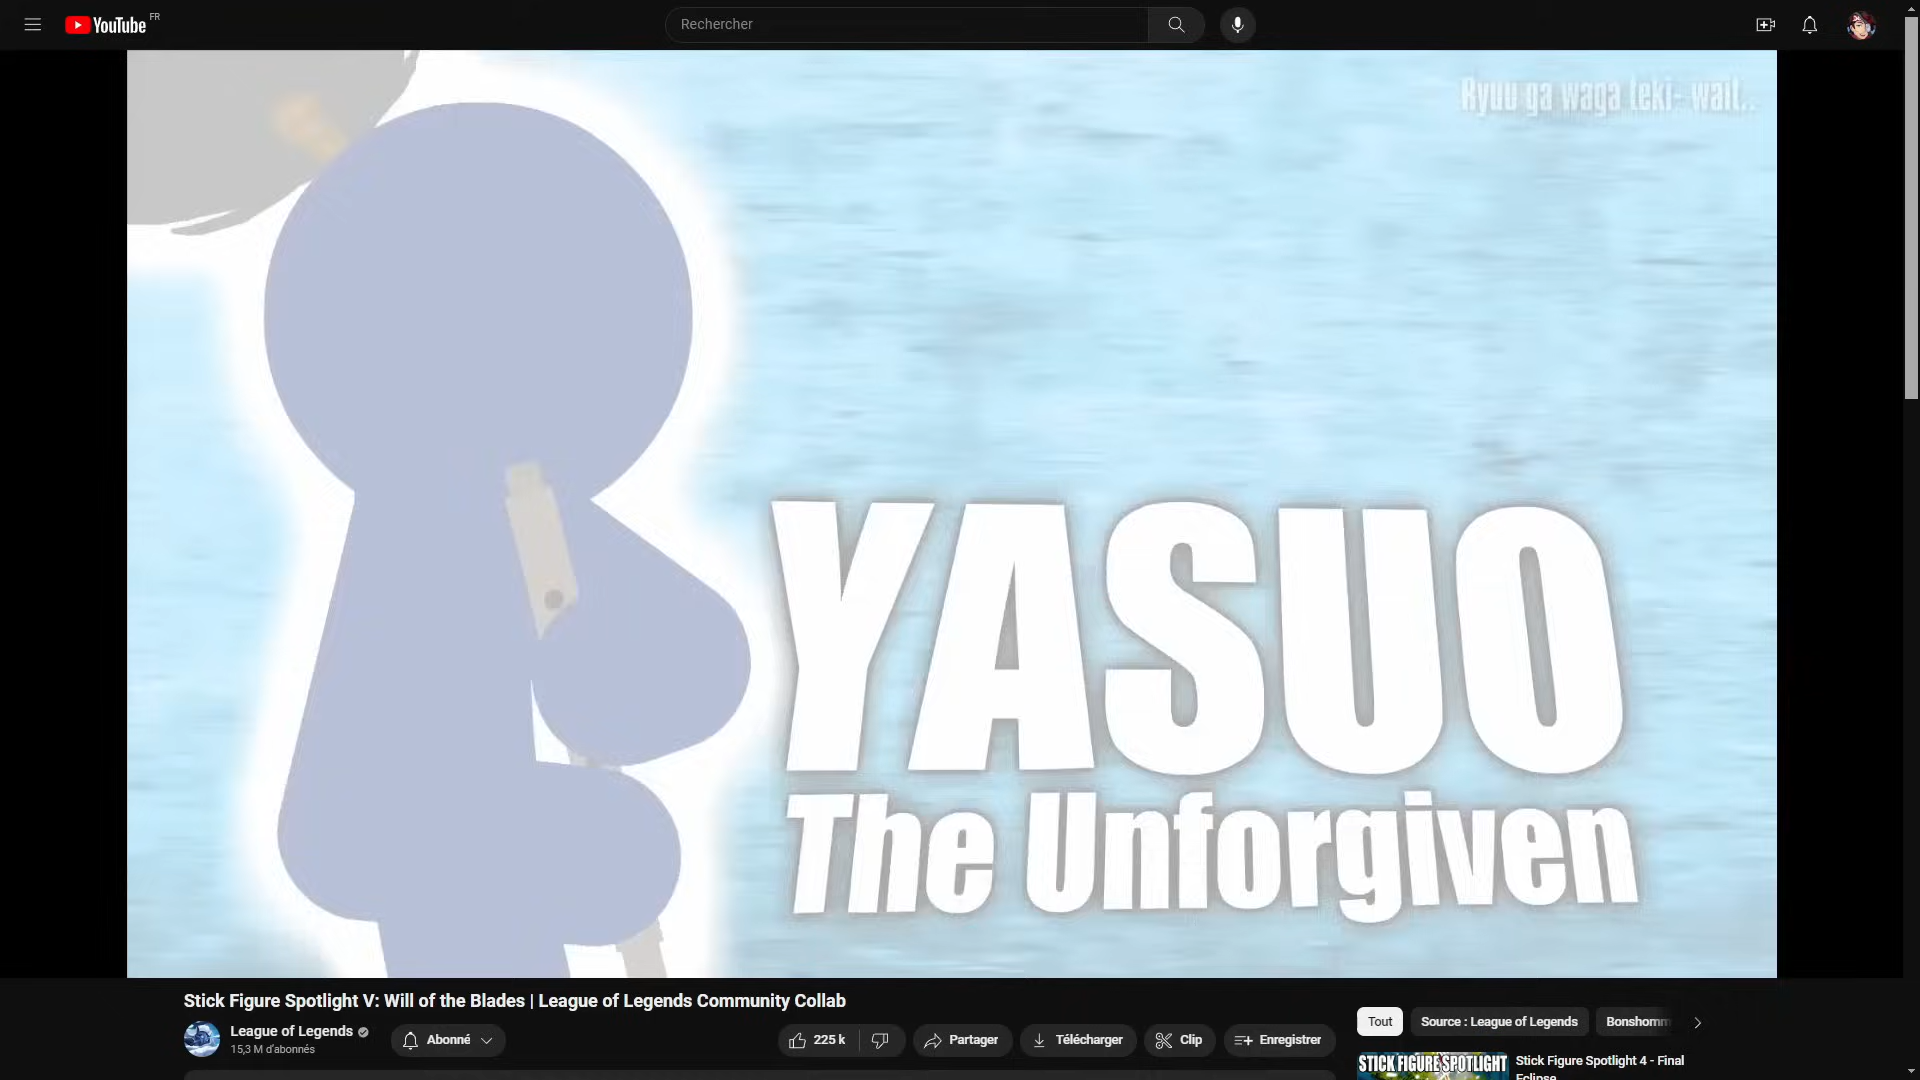 YouTube FR
Rechercher
Ryuu ga waga teki- wait..
YASUO
The Unforgiven
Stick Figure Spotlight V: Will of the Blades | League of Legends Community Collab
League of Legends
15,3 M d'abonnés
Abonné
225 k
Partager
Télécharger
Clip
Enregistrer
Tout
Source : League of Legends
Bonshomm
STICK FIGURE SPOTLIGHT
Stick Figure Spotlight 4 - Final
Eclipse